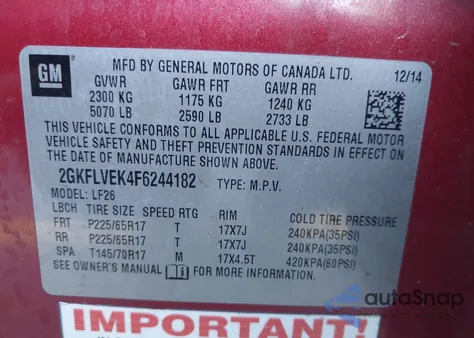 GM
MFD BY GENERAL MOTORS OF CANADA LTD. 12/14
GVWR GAWR FRT GAWR RR
2300 KG 1175 KG 1240 KG
5070 LB 2590 LB 2733 LB
THIS VEHICLE CONFORMS TO ALL APPLICABLE U.S. FEDERAL MOTOR
VEHICLE SAFETY AND THEFT PREVENTION STANDARDS IN EFFECT ON
THE DATE OF MANUFACTURE SHOWN ABOVE.
2GKFLVEK4F6244182 TYPE: M.P.V.
MODEL: LF26
LBCH TIRE SIZE SPEED RTG RIM COLD TIRE PRESSURE
FRT P225/65R17 T 17X7J 240KPA(35PSI)
RR P225/65R17 T 17X7J 240KPA(35PSI)
SPA T145/70R17 M 17X4.5T 420KPA(60PSI)
SEE OWNER'S MANUAL FOR MORE INFORMATION
autoSnap
IMPORTANT!